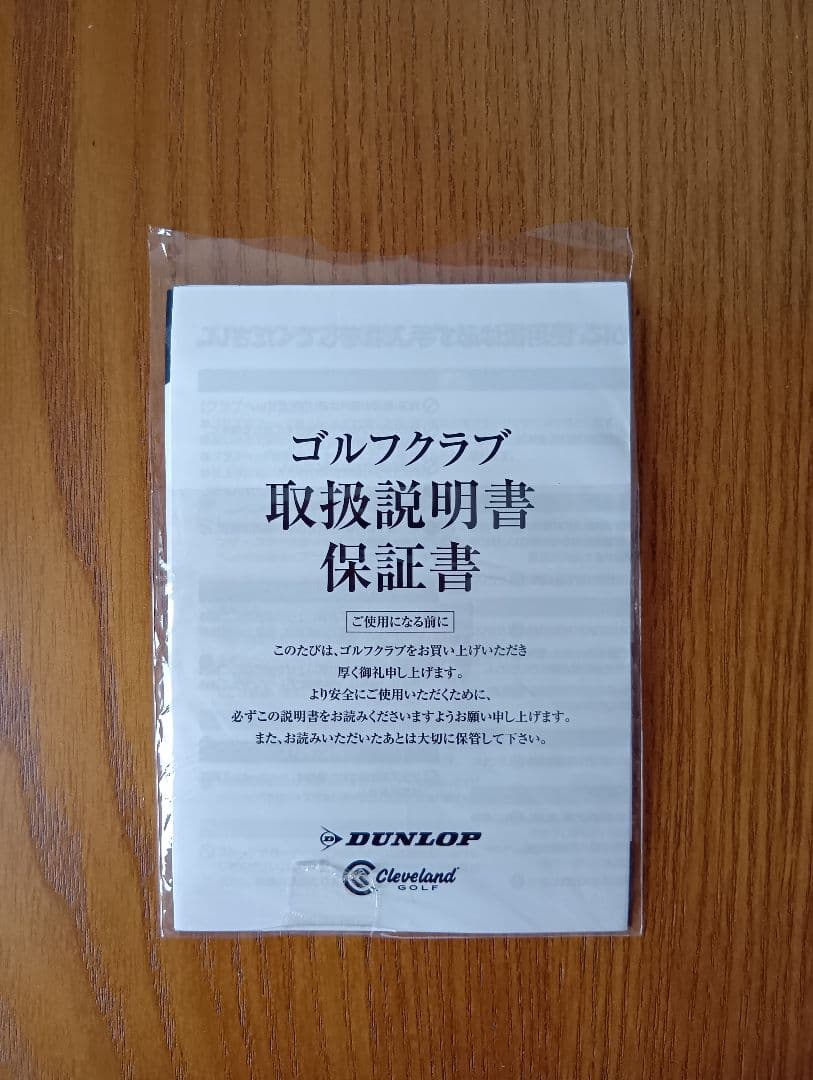 ゴルフクラブ
取扱説明書
保証書
ご使用になる前に
このたびは、ゴルフクラブをお買い上げいただき
厚く御礼申し上げます。
より安全にご使用いただくために、
必ずこの説明書をお読みくださいますようお願い申し上げます。
また、お読みいただいたあとは大切に保管して下さい。
DUNLOP
Cleveland
GOLF